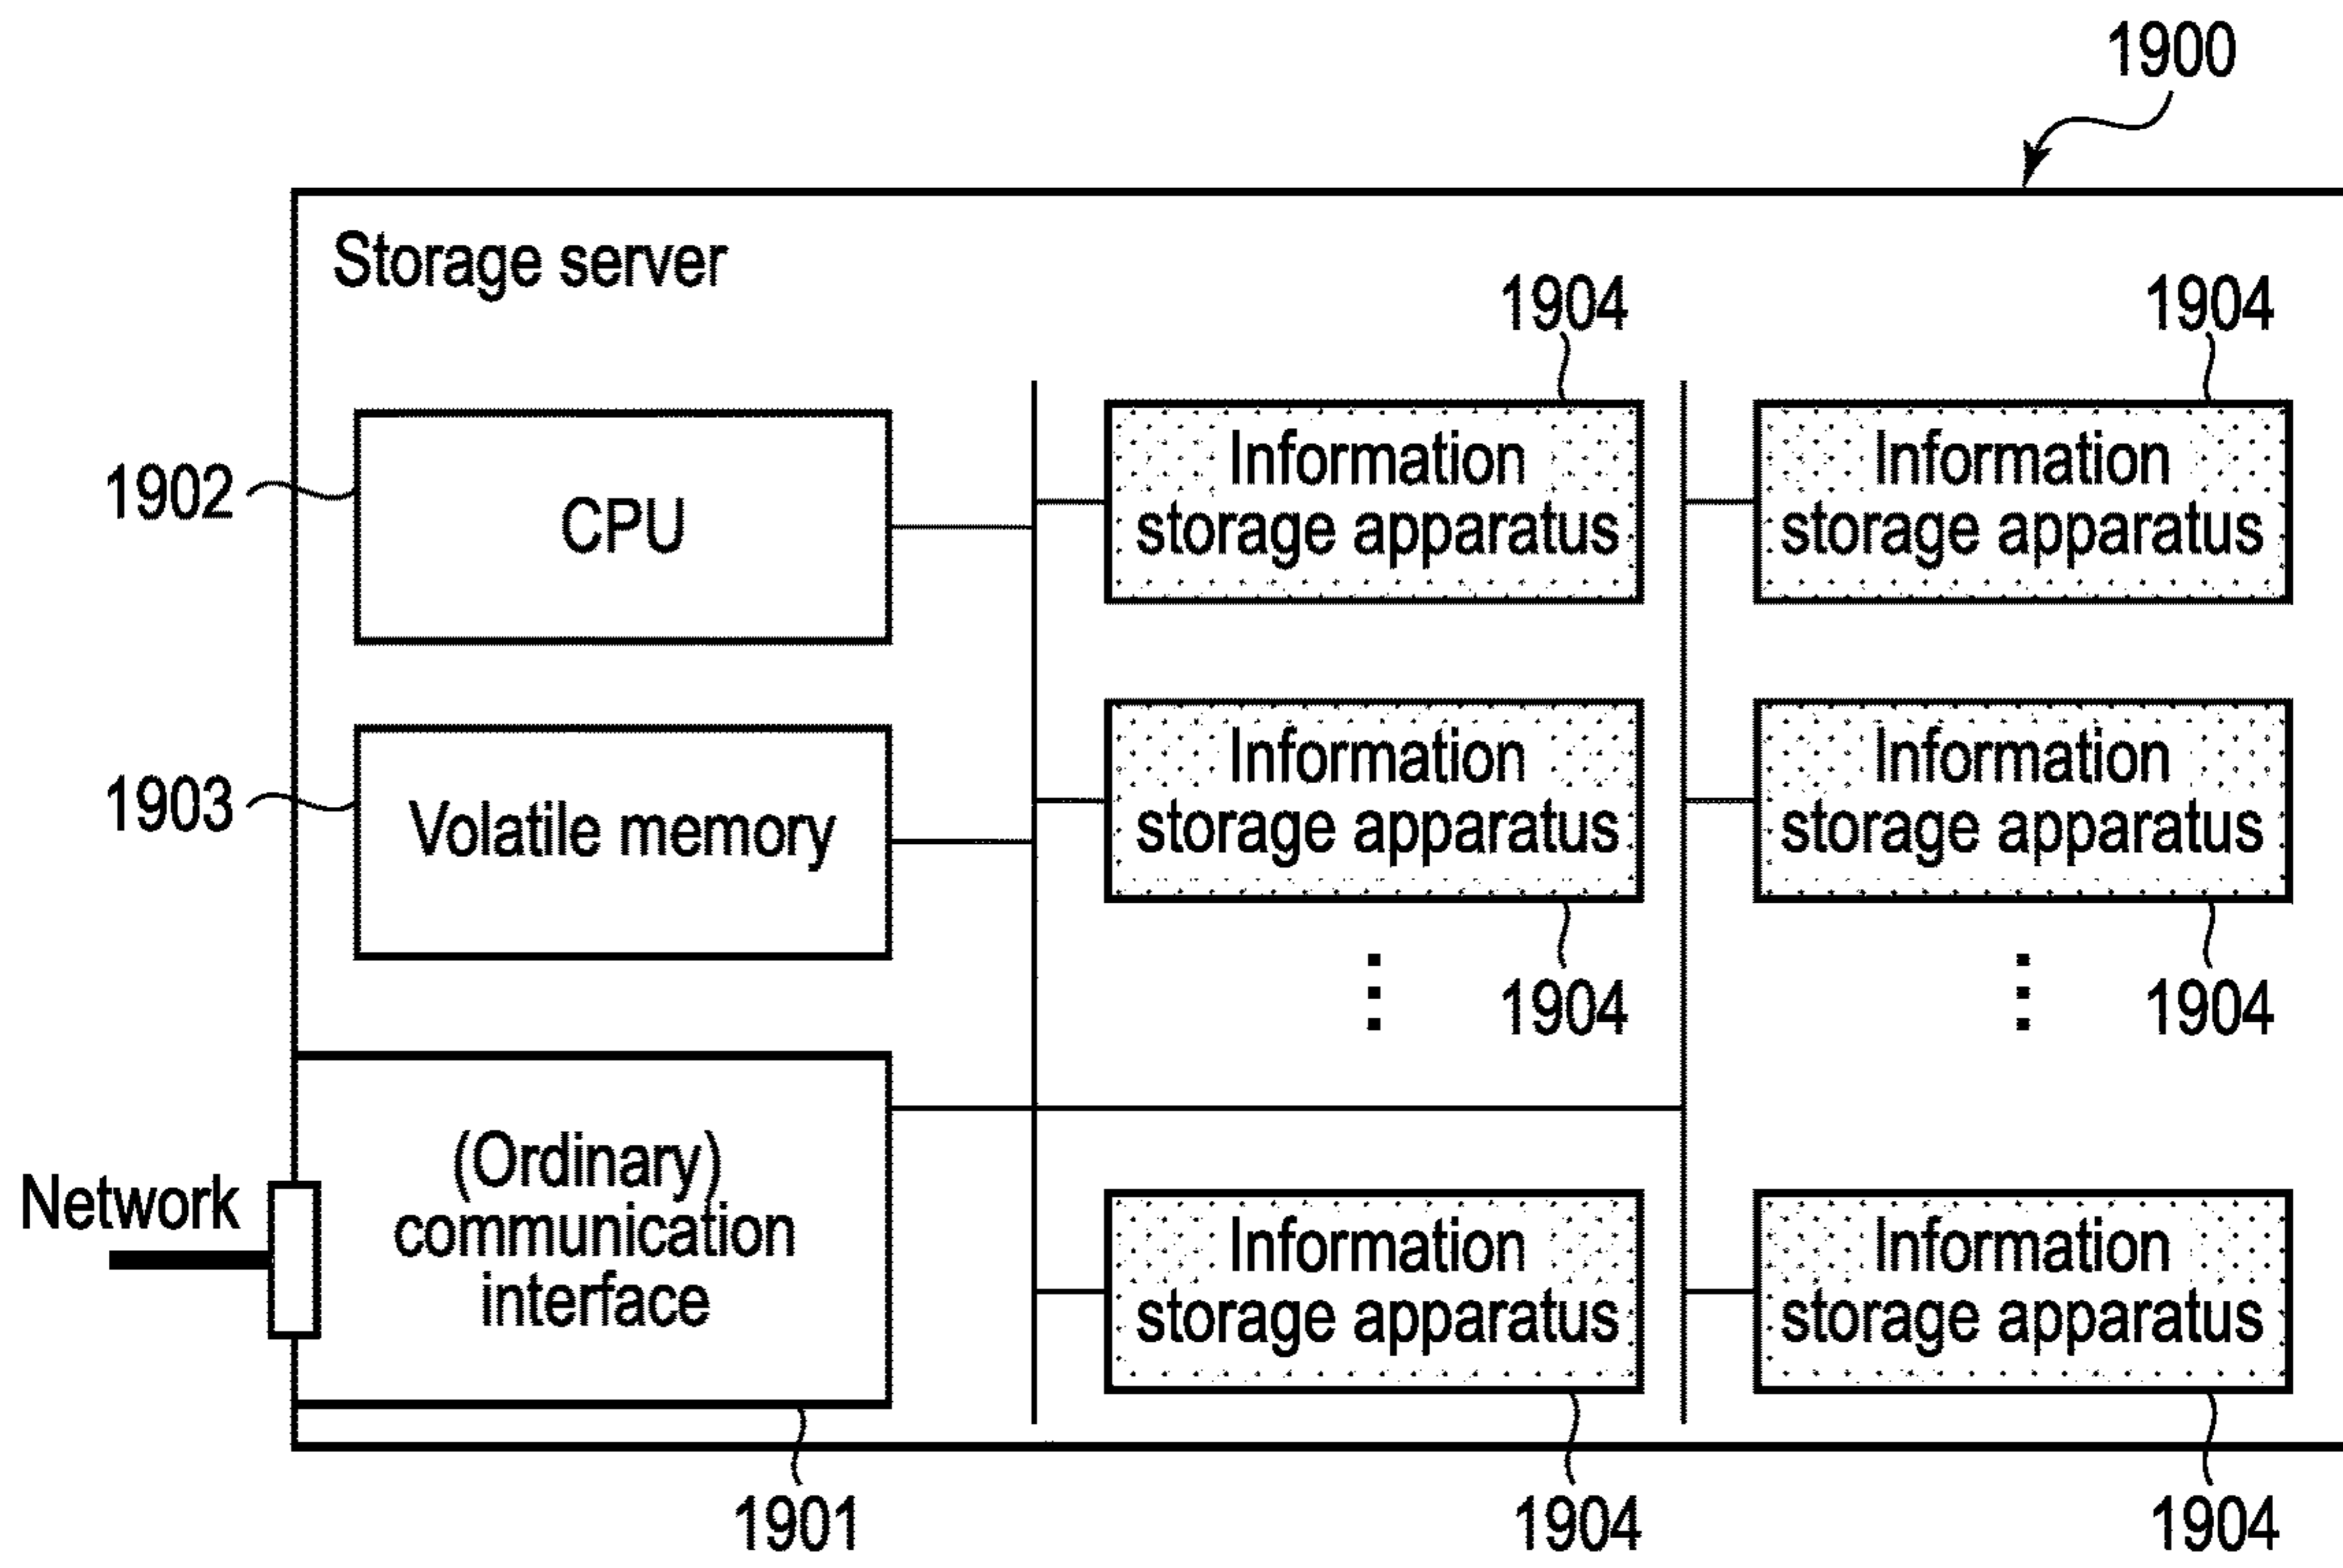 1900
Storage server
1904
1904
1902
CPU
Information
storage apparatus
Information
storage apparatus
1903
Volatile memory
Information
storage apparatus
Information
storage apparatus
1904
1904
Network
(Ordinary)
communication
interface
Information
storage apparatus
Information
storage apparatus
1901
1904
1904